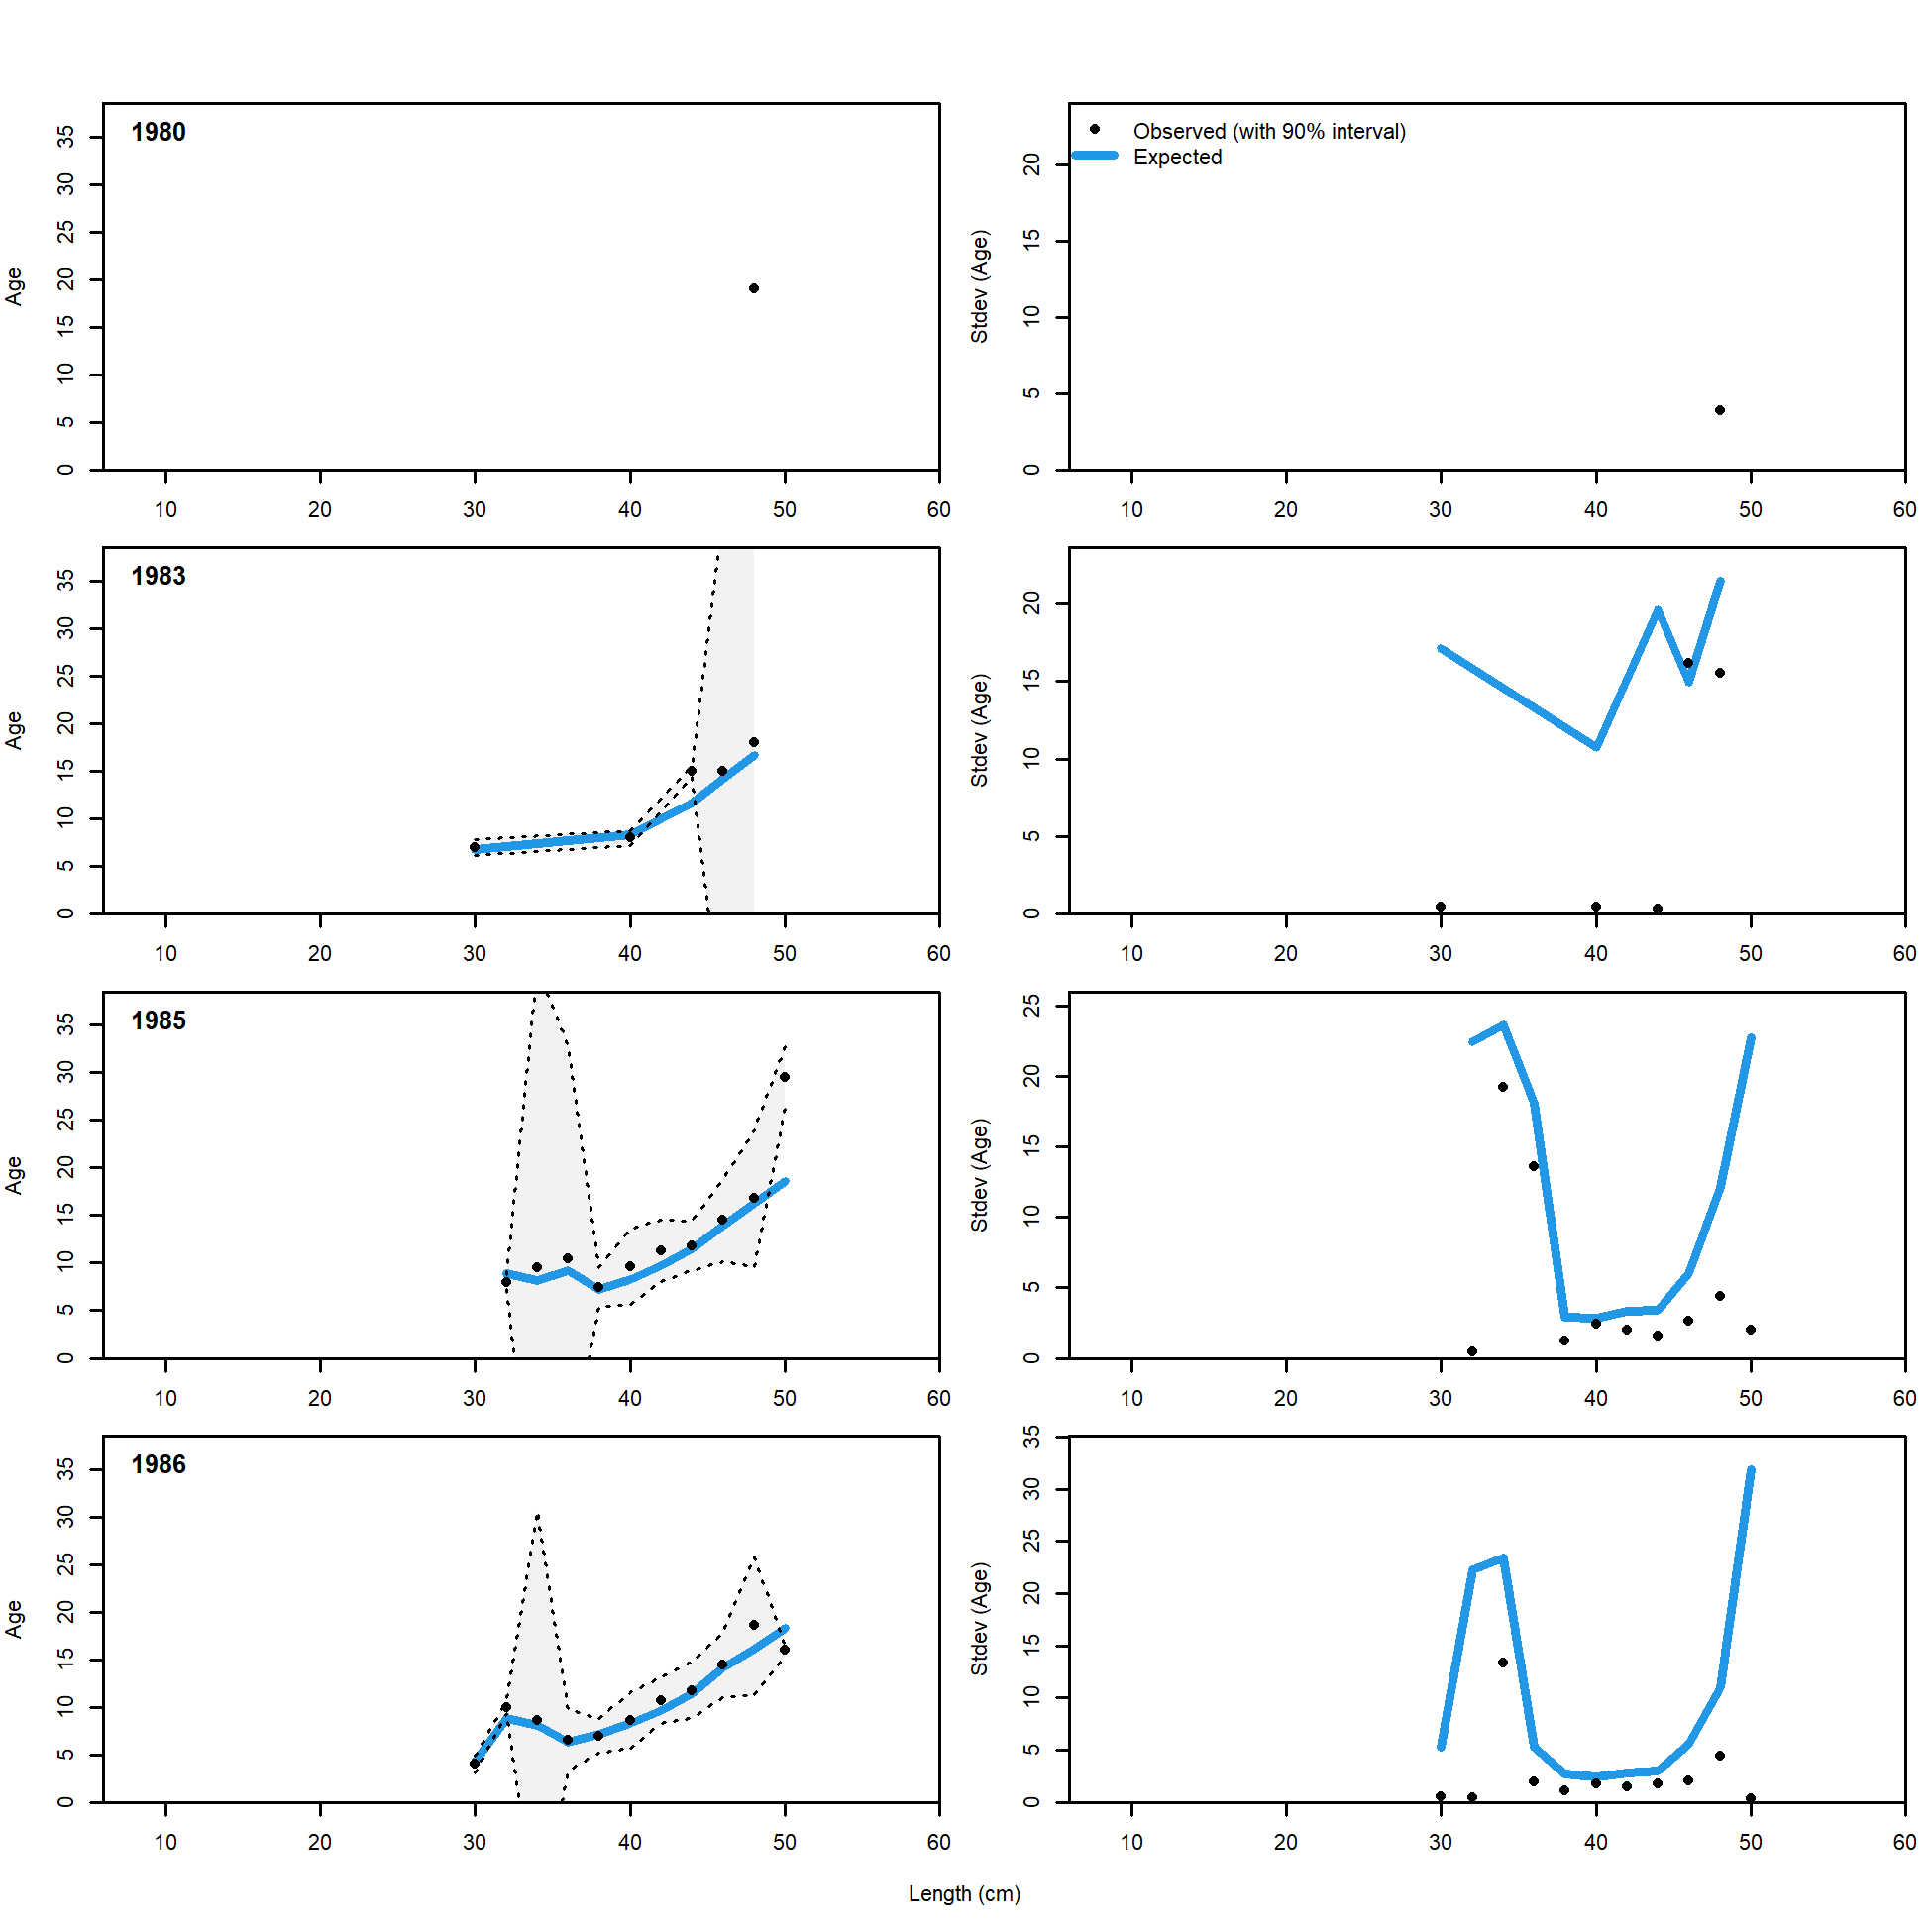 1980
Age
0 5 10 15 20 25 30 35
10 20 30 40 50 60
Observed (with 90% interval)
Expected
Stdev (Age)
0 5 10 15 20
10 20 30 40 50 60
1983
Age
0 5 10 15 20 25 30 35
10 20 30 40 50 60
Stdev (Age)
0 5 10 15 20
10 20 30 40 50 60
1985
Age
0 5 10 15 20 25 30 35
10 20 30 40 50 60
Stdev (Age)
0 5 10 15 20 25
10 20 30 40 50 60
1986
Age
0 5 10 15 20 25 30 35
10 20 30 40 50 60
Stdev (Age)
0 5 10 15 20 25 30 35
10 20 30 40 50 60
Length (cm)